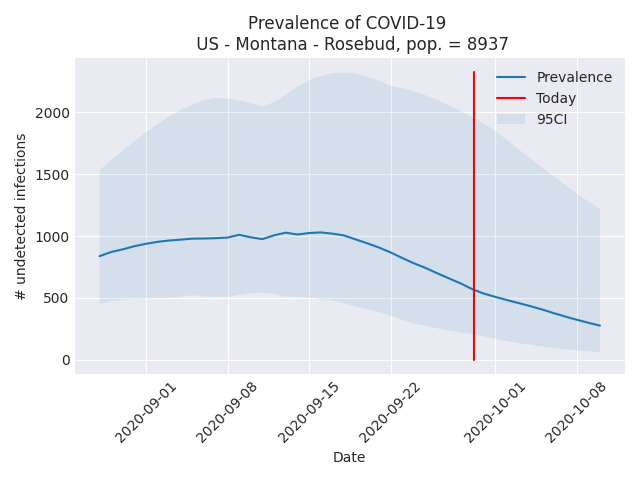 Prevalence of COVID-19
US - Montana - Rosebud, pop. = 8937
Prevalence
Today
95CI
# undetected infections
2000
1500
1000
500
0
2020-09-01
2020-09-08
2020-09-15
2020-09-22
2020-10-01
2020-10-08
Date